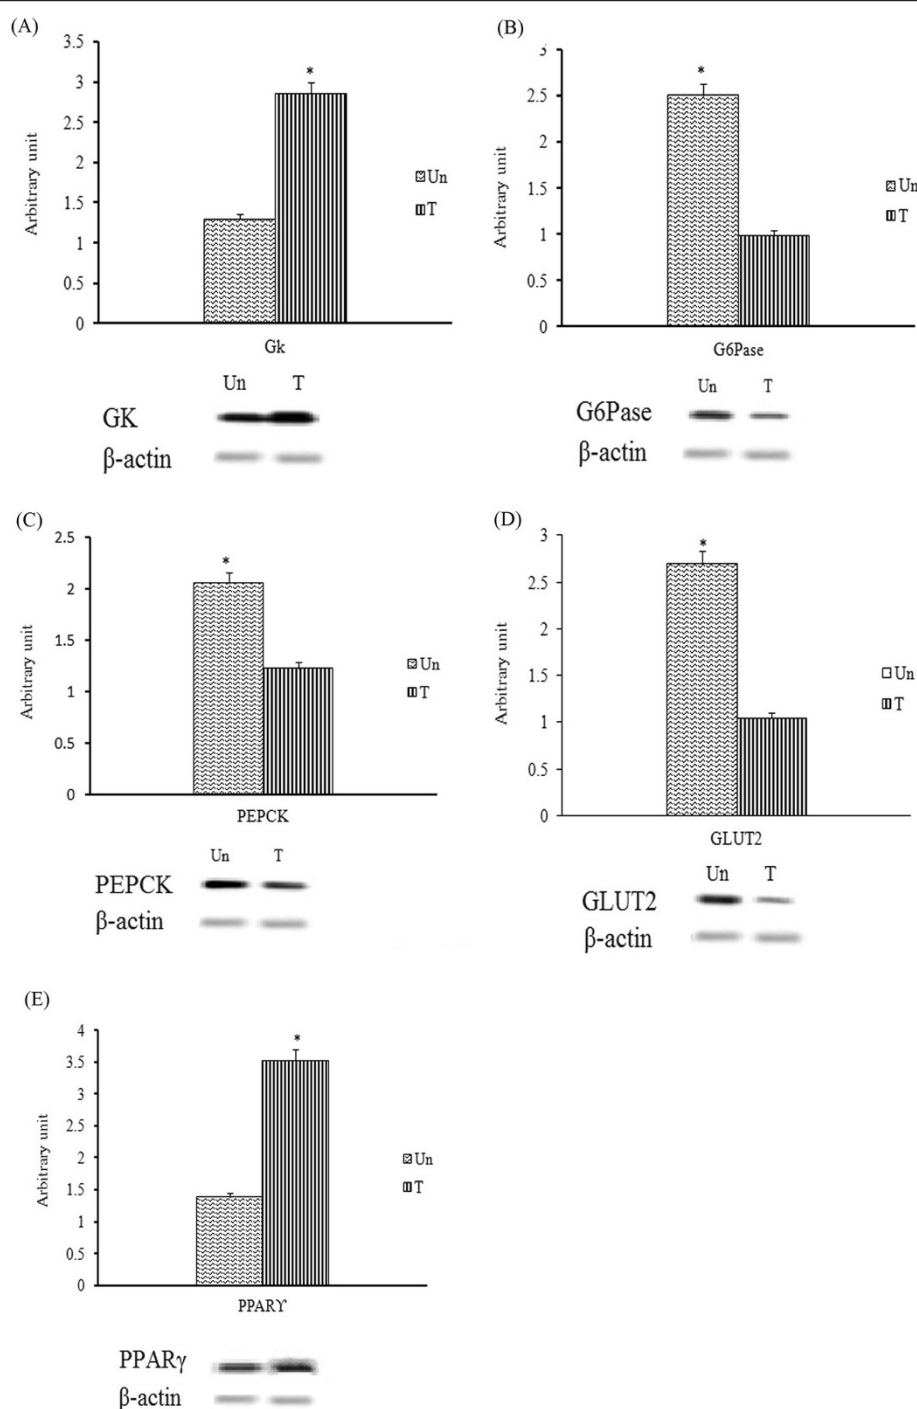 (A)
3.5
3
2.5
2
1.5
1
0.5
0
Arbitrary unit
*
Un
T
Gk
Un T
GK
β-actin
(B)
3
2.5
2
1.5
1
0.5
0
Arbitrary unit
*
Un
T
G6Pase
Un T
G6Pase
β-actin
(C)
2.5
2
1.5
1
0.5
0
Arbitrary unit
*
Un
T
PEPCK
Un T
PEPCK
β-actin
(D)
3
2.5
2
1.5
1
0.5
0
Arbitrary unit
*
Un
T
GLUT2
Un T
GLUT2
β-actin
(E)
4
3.5
3
2.5
2
1.5
1
0.5
0
Arbitrary unit
*
Un
T
PPARϒ
PPARγ
β-actin